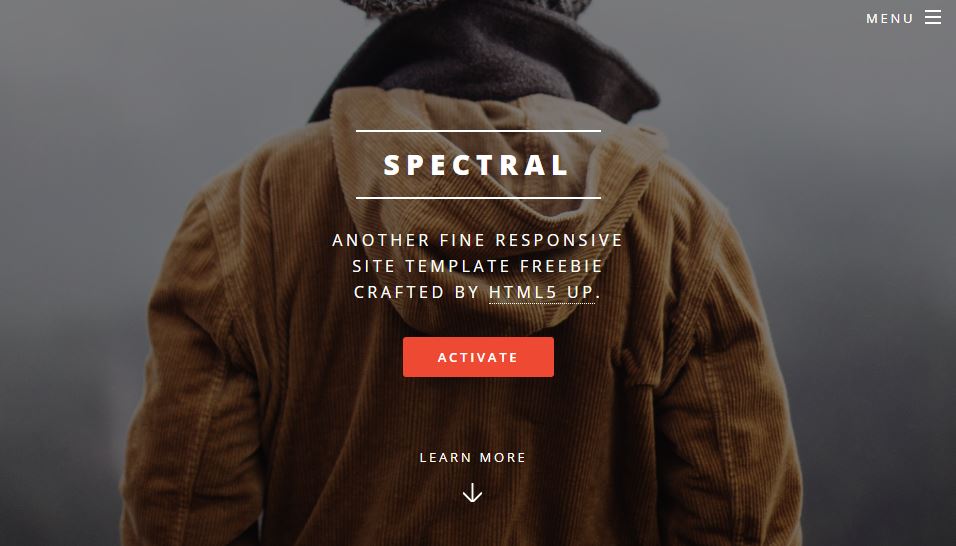 MENU
SPECTRAL
ANOTHER FINE RESPONSIVE
SITE TEMPLATE FREEBIE
CRAFTED BY HTML5 UP.
ACTIVATE
LEARN MORE